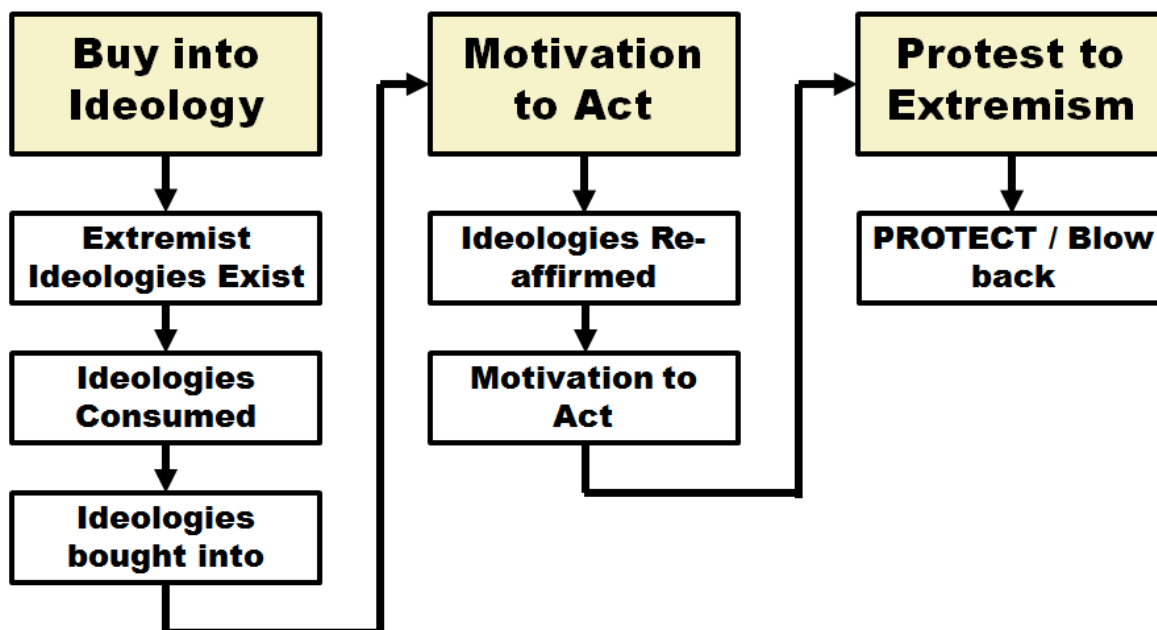 Buy into
Ideology
Extremist
Ideologies Exist
Ideologies
Consumed
Ideologies
bought into
Motivation
to Act
Ideologies Re-
affirmed
Motivation to
Act
Protest to
Extremism
PROTECT / Blow
back